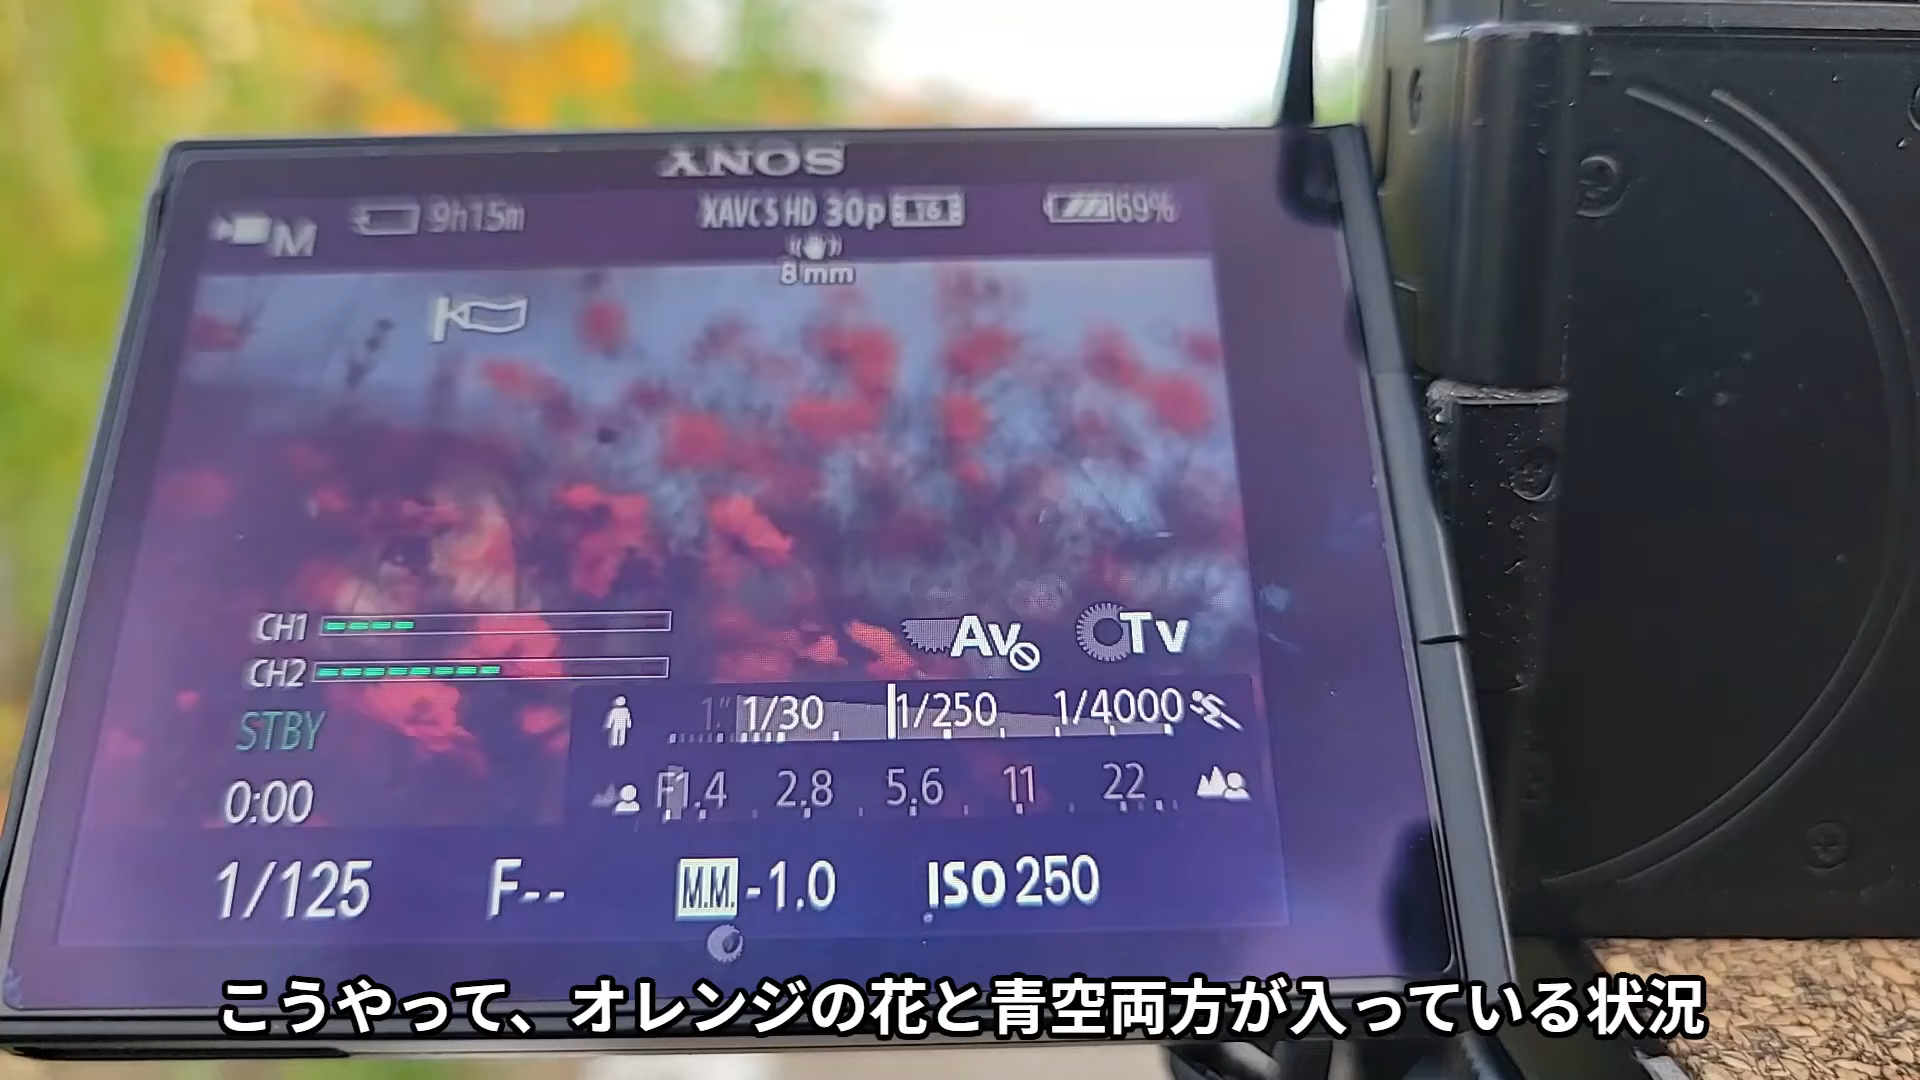 SONY
M 9h15m XAVC S HD 30p 16 69%
8mm
Av Tv
CH1
CH2
STBY
1" 1/30 1/250 1/4000
0:00
F1.4 2.8 5.6 11 22
1/125 F-- M.M. -1.0 ISO 250
こうやって、オレンジの花と青空両方が入っている状況